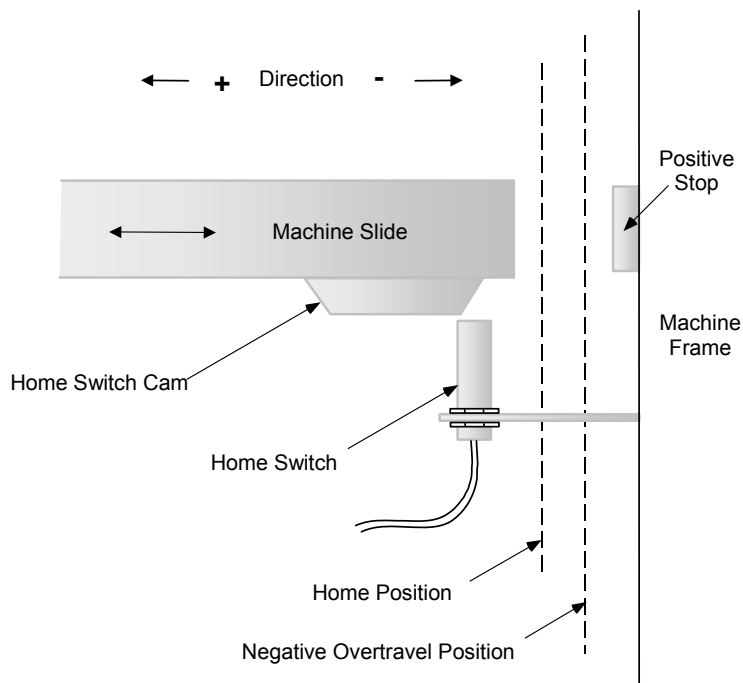 + Direction -
Positive
Stop
Machine Slide
Machine
Frame
Home Switch Cam
Home Switch
Home Position
Negative Overtravel Position